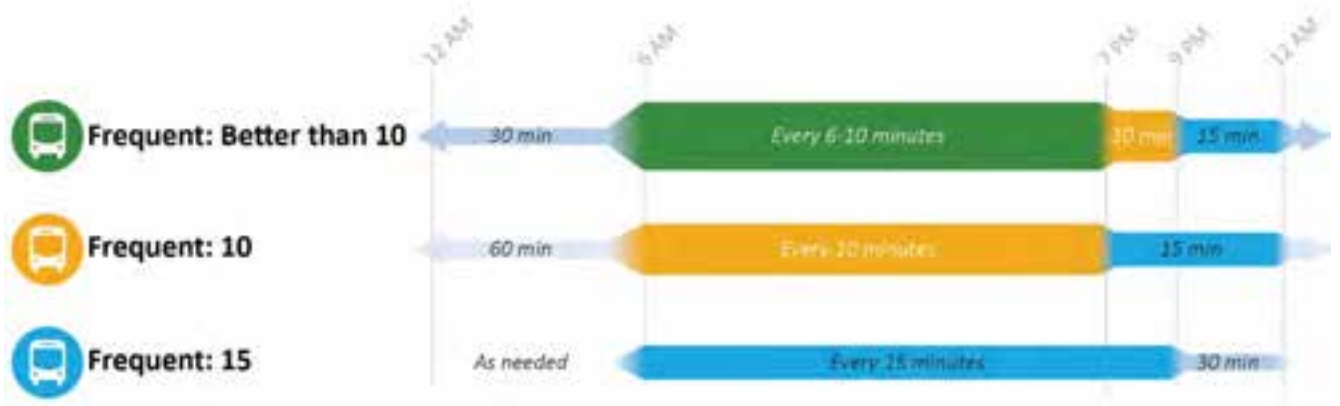 12 AM 6 AM 7 PM 9 PM 12 AM
Frequent: Better than 10 30 min Every 6-10 minutes 10 min 15 min
Frequent: 10 60 min Every 10 minutes 15 min
Frequent: 15 As needed Every 15 minutes 30 min